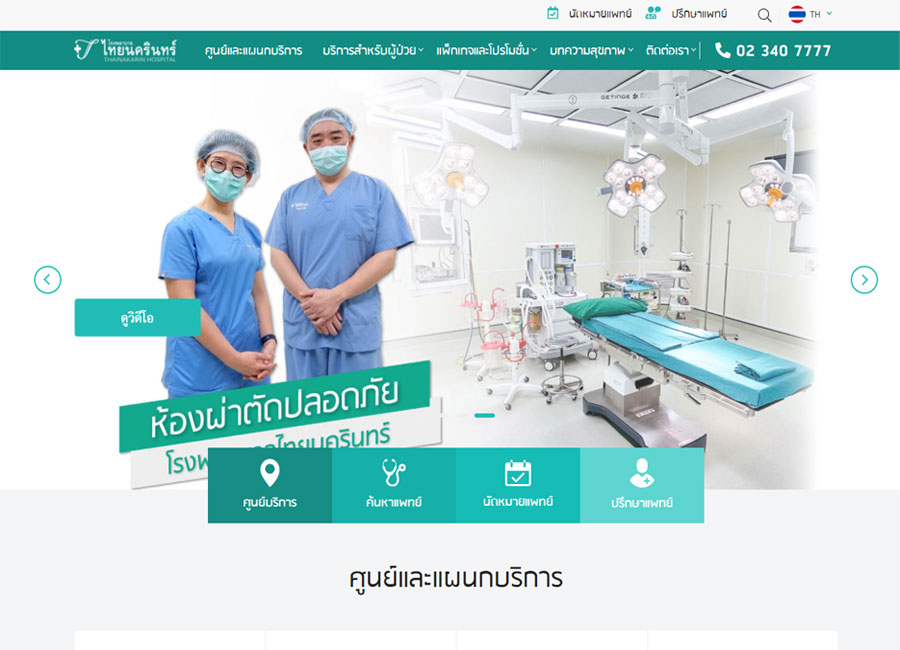 นัดหมายแพทย์
ปรึกษาแพทย์
TH
โรงพยาบาล
ไทยนครินทร์
THAINAKARIN HOSPITAL
ศูนย์และแผนกบริการ
บริการสำหรับผู้ป่วย
แพ็กเกจและโปรโมชั่น
บทความสุขภาพ
ติดต่อเรา
02 340 7777
GETINGE
ดูวิดีโอ
ห้องผ่าตัดปลอดภัย
ไทยนครินทร์
ศูนย์บริการ
ค้นหาแพทย์
นัดหมายแพทย์
ปรึกษาแพทย์
ศูนย์และแผนกบริการ